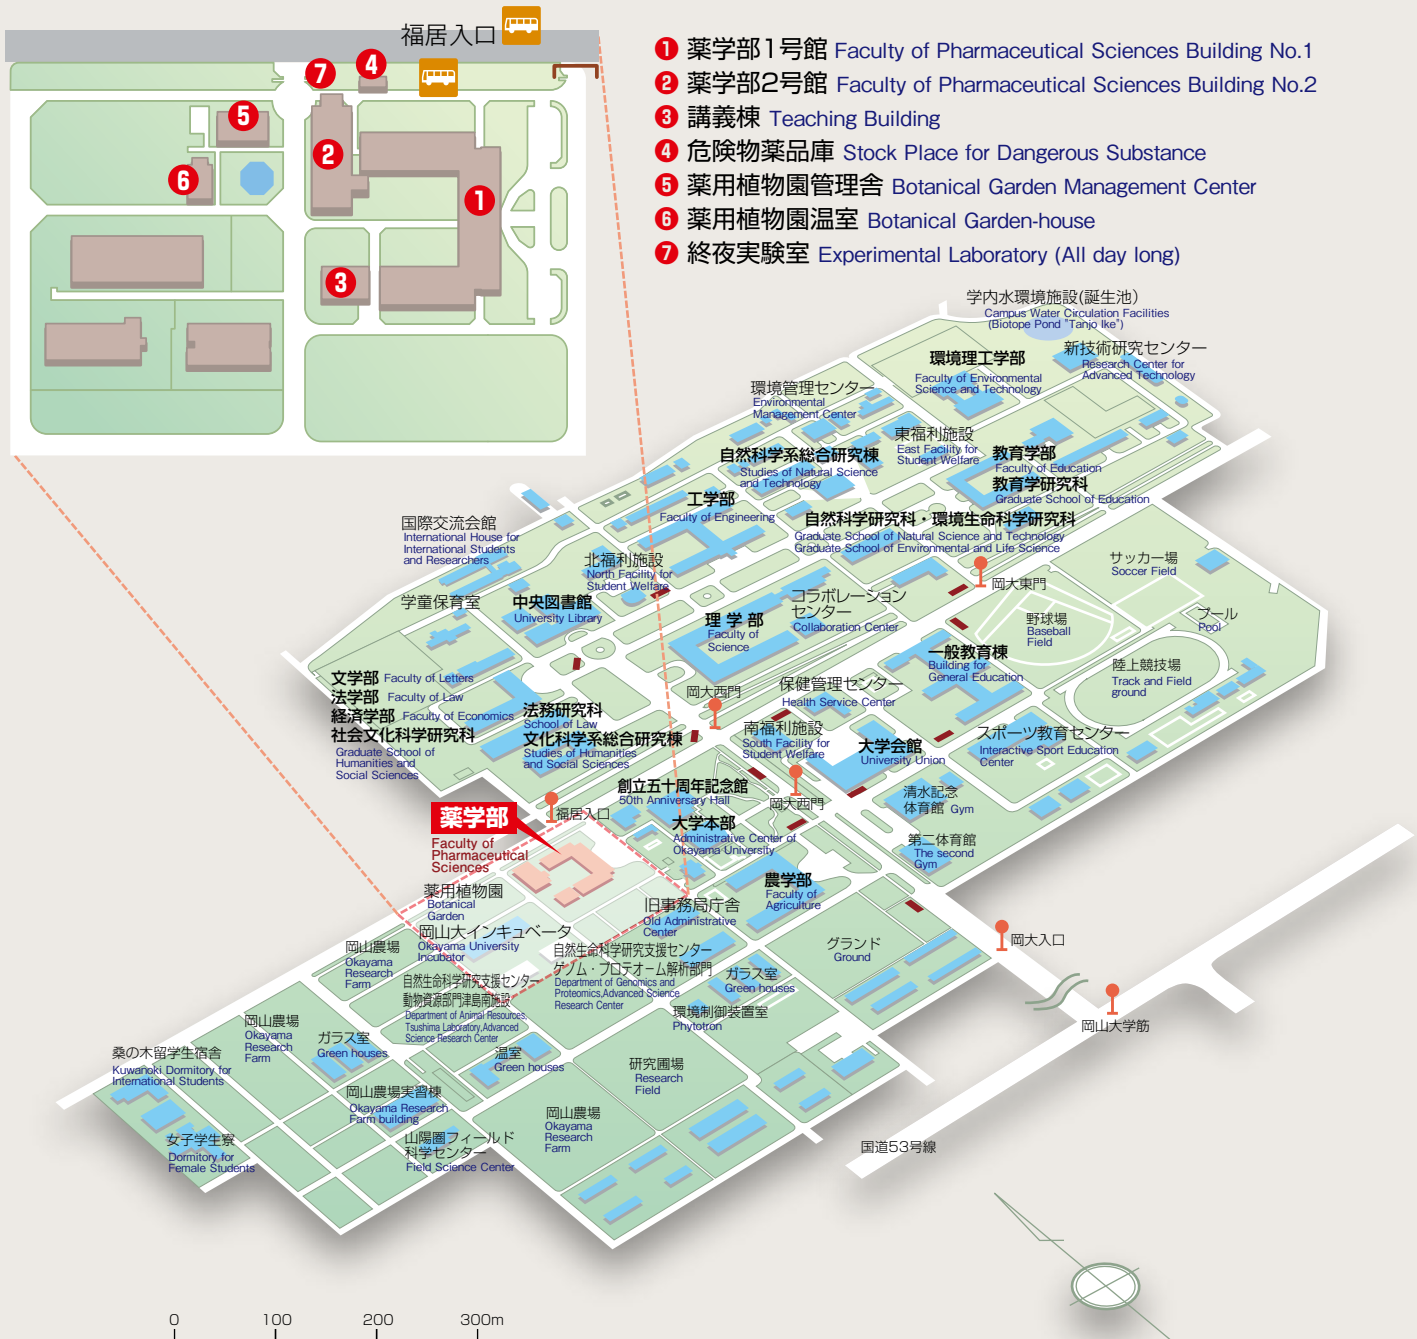 福居入口
7
4
5
2
6
1
3
1 薬学部1号館 Faculty of Pharmaceutical Sciences Building No.1
2 薬学部2号館 Faculty of Pharmaceutical Sciences Building No.2
3 講義棟 Teaching Building
4 危険物薬品庫 Stock Place for Dangerous Substance
5 薬用植物園管理舎 Botanical Garden Management Center
6 薬用植物園温室 Botanical Garden-house
7 終夜実験室 Experimental Laboratory (All day long)
学内水環境施設(誕生池)
Campus Water Circulation Facilities
(Biotope Pond "Tanjo Ike")
新技術研究センター
Research Center for
Advanced Technology
環境理工学部
Faculty of Environmental
Science and Technology
環境管理センター
Environmental
Management Center
東福利施設
East Facility for
Student Welfare
自然科学系総合研究棟
Studies of Natural Science
and Technology
教育学部
Faculty of Education
教育学研究科
Graduate School of Education
工学部
Faculty of Engineering
自然科学研究科・環境生命科学研究科
Graduate School of Natural Science and Technology
Graduate School of Environmental and Life Science
国際交流会館
International House for
International Students
and Researchers
北福利施設
North Facility for
Student Welfare
サッカー場
Soccer Field
岡大東門
学童保育室
中央図書館
University Library
コラボレーション
センター
Collaboration Center
理学部
Faculty of
Science
野球場
Baseball
Field
プール
Pool
一般教育棟
Building for
General Education
陸上競技場
Track and Field
ground
文学部 Faculty of Letters
法学部 Faculty of Law
経済学部 Faculty of Economics
社会文化科学研究科
Graduate School of
Humanities and
Social Sciences
法務研究科
School of Law
文化科学系総合研究棟
Studies of Humanities
and Social Sciences
岡大西門
保健管理センター
Health Service Center
南福利施設
South Facility for
Student Welfare
大学会館
University Union
スポーツ教育センター
Interactive Sport Education
Center
創立五十周年記念館
50th Anniversary Hall
岡大西門
清水記念
体育館 Gym
福居入口
薬学部
Faculty of
Pharmaceutical
Sciences
大学本部
Administrative Center of
Okayama University
第二体育館
The second
Gym
農学部
Faculty of
Agriculture
薬用植物園
Botanical
Garden
旧事務局庁舎
Old Administrative
Center
岡山大インキュベータ
Okayama University
Incubator
岡山農場
Okayama
Research
Farm
自然生命科学研究支援センター
ゲノム・プロテオーム解析部門
Department of Genomics and
Proteomics,Advanced Science
Research Center
グランド
Ground
岡大入口
自然生命科学研究支援センター
動物資源部門津島南施設
Department of Animal Resources,
Tsushima Laboratory,Advanced
Science Research Center
ガラス室
Green houses
環境制御装置室
Phytotron
岡山大学筋
岡山農場
Okayama
Research
Farm
ガラス室
Green houses
桑の木留学生宿舎
Kuwanoki Dormitory for
International Students
温室
Green houses
研究圃場
Research
Field
岡山農場実習棟
Okayama Research
Farm building
岡山農場
Okayama
Research
Farm
女子学生寮
Dormitory for
Female Students
山陽圏フィールド
科学センター
Field Science Center
国道53号線
0 100 200 300m